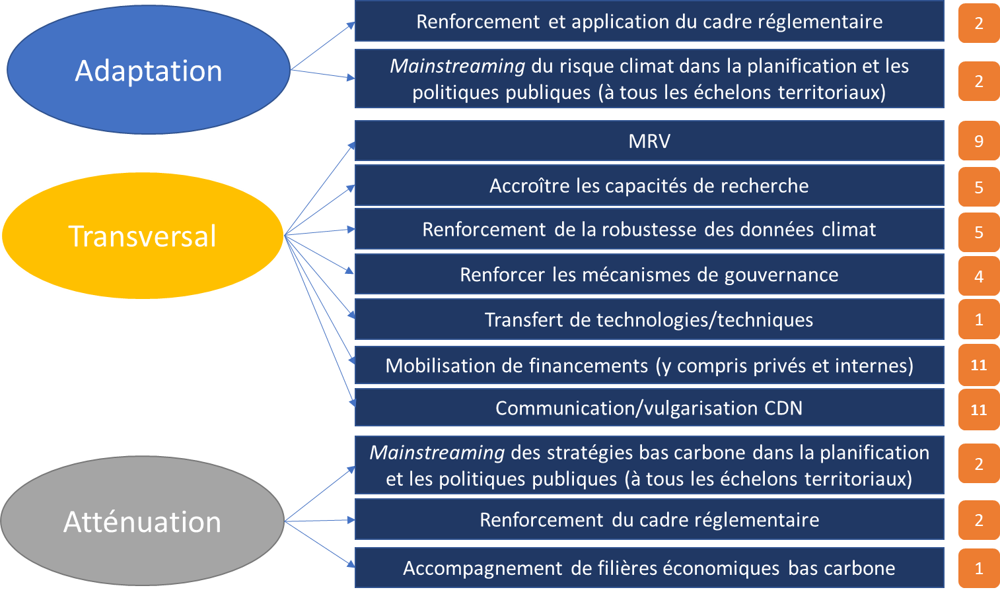 Adaptation
Renforcement et application du cadre réglementaire
2
Mainstreaming du risque climat dans la planification et les
politiques publiques (à tous les échelons territoriaux)
2
Transversal
MRV
9
Accroître les capacités de recherche
5
Renforcement de la robustesse des données climat
5
Renforcer les mécanismes de gouvernance
4
Transfert de technologies/techniques
1
Mobilisation de financements (y compris privés et internes)
11
Communication/vulgarisation CDN
11
Atténuation
Mainstreaming des stratégies bas carbone dans la planification
et les politiques publiques (à tous les échelons territoriaux)
2
Renforcement du cadre réglementaire
2
Accompagnement de filières économiques bas carbone
1